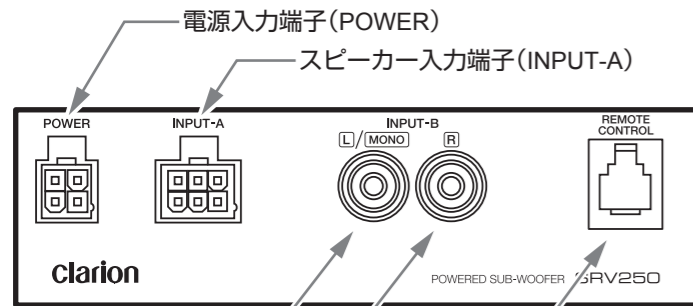 電源入力端子(POWER)
スピーカー入力端子(INPUT-A)
POWER
INPUT-A
INPUT-B
REMOTE
CONTROL
L/MONO
R
clarion
POWERED SUB-WOOFER SRV250